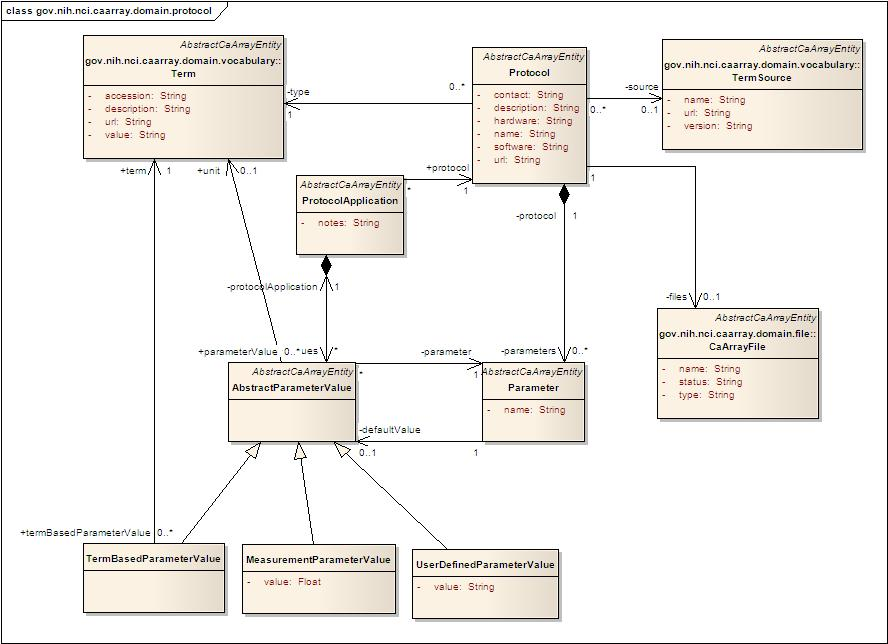 class gov.nih.nci.caarray.domain.protocol
AbstractCaArrayEntity
gov.nih.nci.caarray.domain.vocabulary::
Term
- accession: String
- description: String
- url: String
- value: String
AbstractCaArrayEntity
Protocol
- contact: String
- description: String
- hardware: String
- name: String
- software: String
- url: String
AbstractCaArrayEntity
gov.nih.nci.caarray.domain.vocabulary::
TermSource
- name: String
- url: String
- version: String
-type
1
0..*
-source
0..*
0..1
+term
1
+unit
0..1
+protocol
*
1
1
AbstractCaArrayEntity
ProtocolApplication
- notes: String
-protocol
1
-protocolApplication
1
-files
0..1
AbstractCaArrayEntity
gov.nih.nci.caarray.domain.file::
CaArrayFile
- name: String
- status: String
- type: String
+parameterValue
0..*
ues
*
-parameter
*
1
-parameters
0..*
AbstractCaArrayEntity
AbstractParameterValue
AbstractCaArrayEntity
Parameter
- name: String
-defaultValue
0..1
1
+termBasedParameterValue
0..*
TermBasedParameterValue
MeasurementParameterValue
- value: Float
UserDefinedParameterValue
- value: String